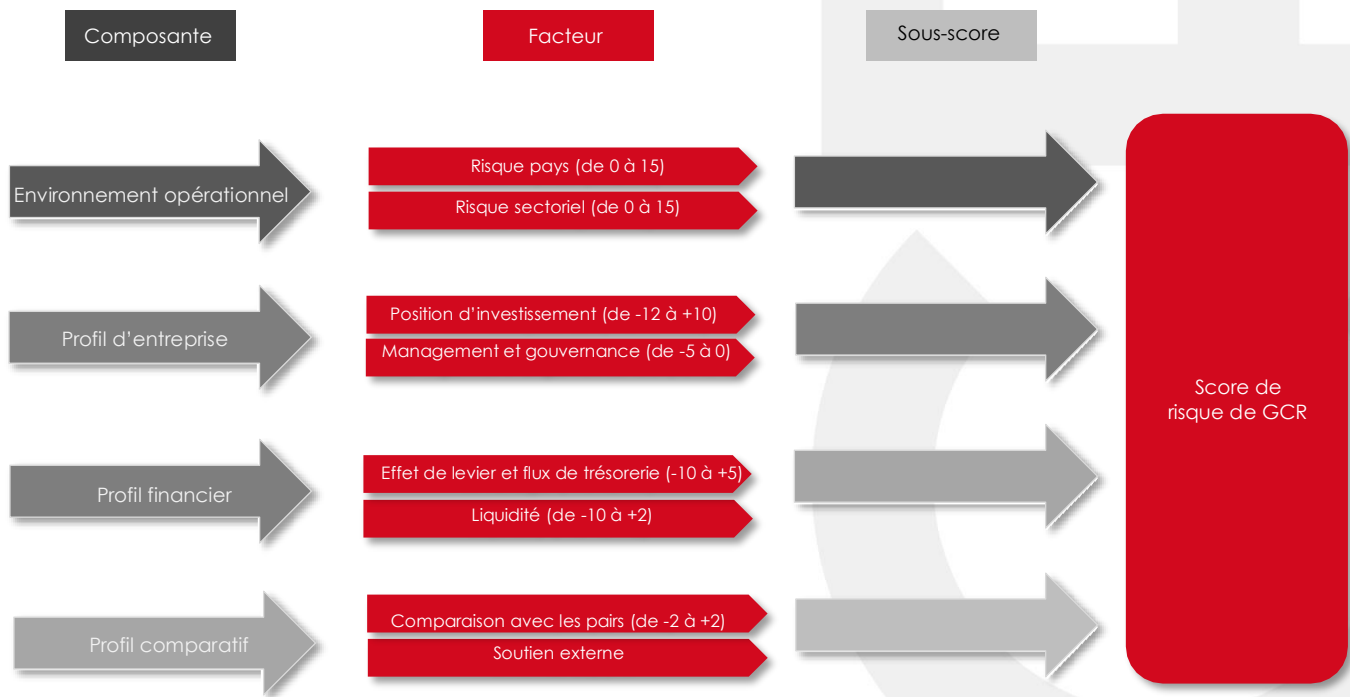 Composante
Facteur
Sous-score
Environnement opérationnel
Risque pays (de 0 à 15)
Risque sectoriel (de 0 à 15)
Profil d’entreprise
Position d’investissement (de -12 à +10)
Management et gouvernance (de -5 à 0)
Profil financier
Effet de levier et flux de trésorerie (-10 à +5)
Liquidité (de -10 à +2)
Profil comparatif
Comparaison avec les pairs (de -2 à +2)
Soutien externe
Score de
risque de GCR